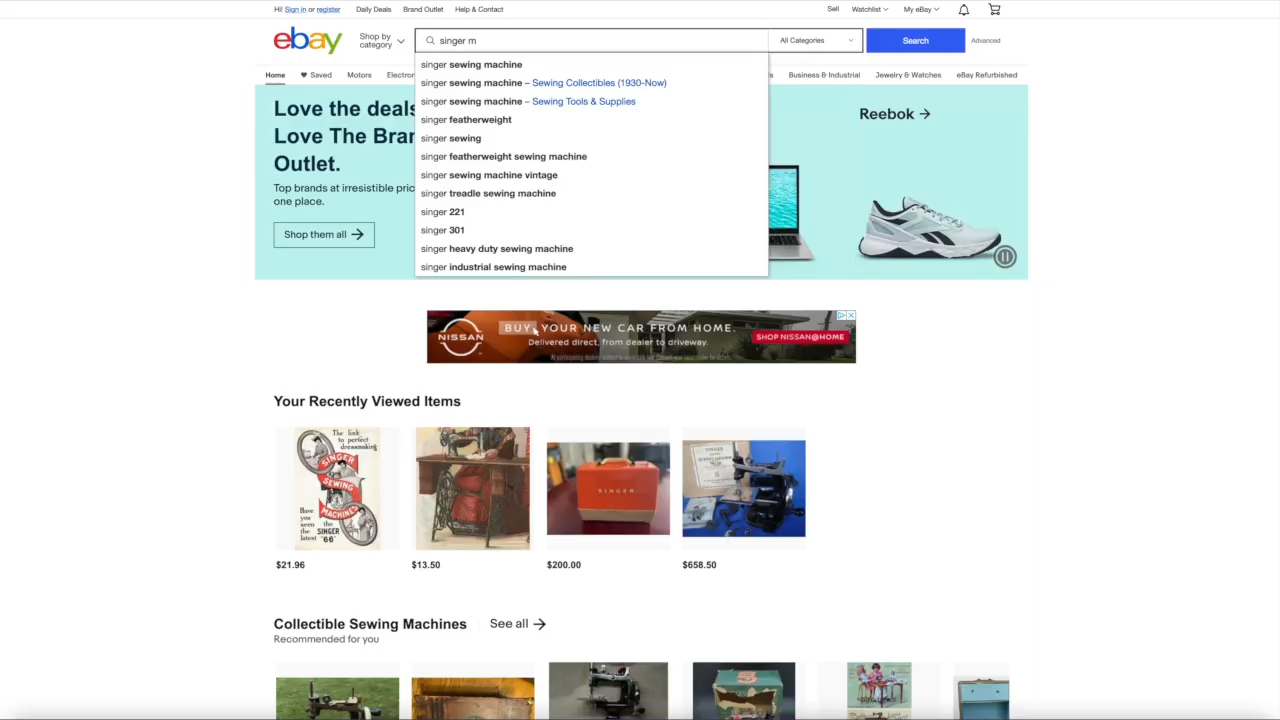 Hi! Sign in or register
Daily Deals
Brand Outlet
Help & Contact
Sell
Watchlist
My eBay
ebay
Shop by
category
singer m
All Categories
Search
Advanced
Home
Saved
Motors
Electron
s
Business & Industrial
Jewelry & Watches
eBay Refurbished
singer sewing machine
singer sewing machine – Sewing Collectibles (1930-Now)
singer sewing machine – Sewing Tools & Supplies
singer featherweight
singer sewing
singer featherweight sewing machine
singer sewing machine vintage
singer treadle sewing machine
singer 221
singer 301
singer heavy duty sewing machine
singer industrial sewing machine
Love the deals
Love The Bran
Outlet.
Top brands at irresistible pric
one place.
Shop them all
Reebok
NISSAN
BUY YOUR NEW CAR FROM HOME.
Delivered direct, from dealer to driveway.
SHOP NISSAN@HOME
Your Recently Viewed Items
The link
to perfect
dressmaking
SINGER
SEWING
MACHINES
Have
you
seen the
latest
SINGER
"66"
SINGER
$21.96
$13.50
$200.00
$658.50
Collectible Sewing Machines
See all
Recommended for you